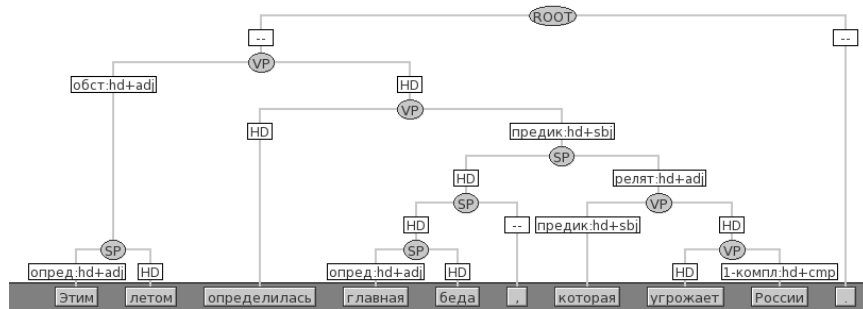 ROOT
-- --
VP
обст:hd+adj HD
VP
HD предик:hd+sbj
SP
HD релят:hd+adj
SP VP
HD -- предик:hd+sbj HD
SP SP VP
опред:hd+adj HD опред:hd+adj HD HD 1-компл:hd+cmp
Этим летом определилась главная беда , которая угрожает России .